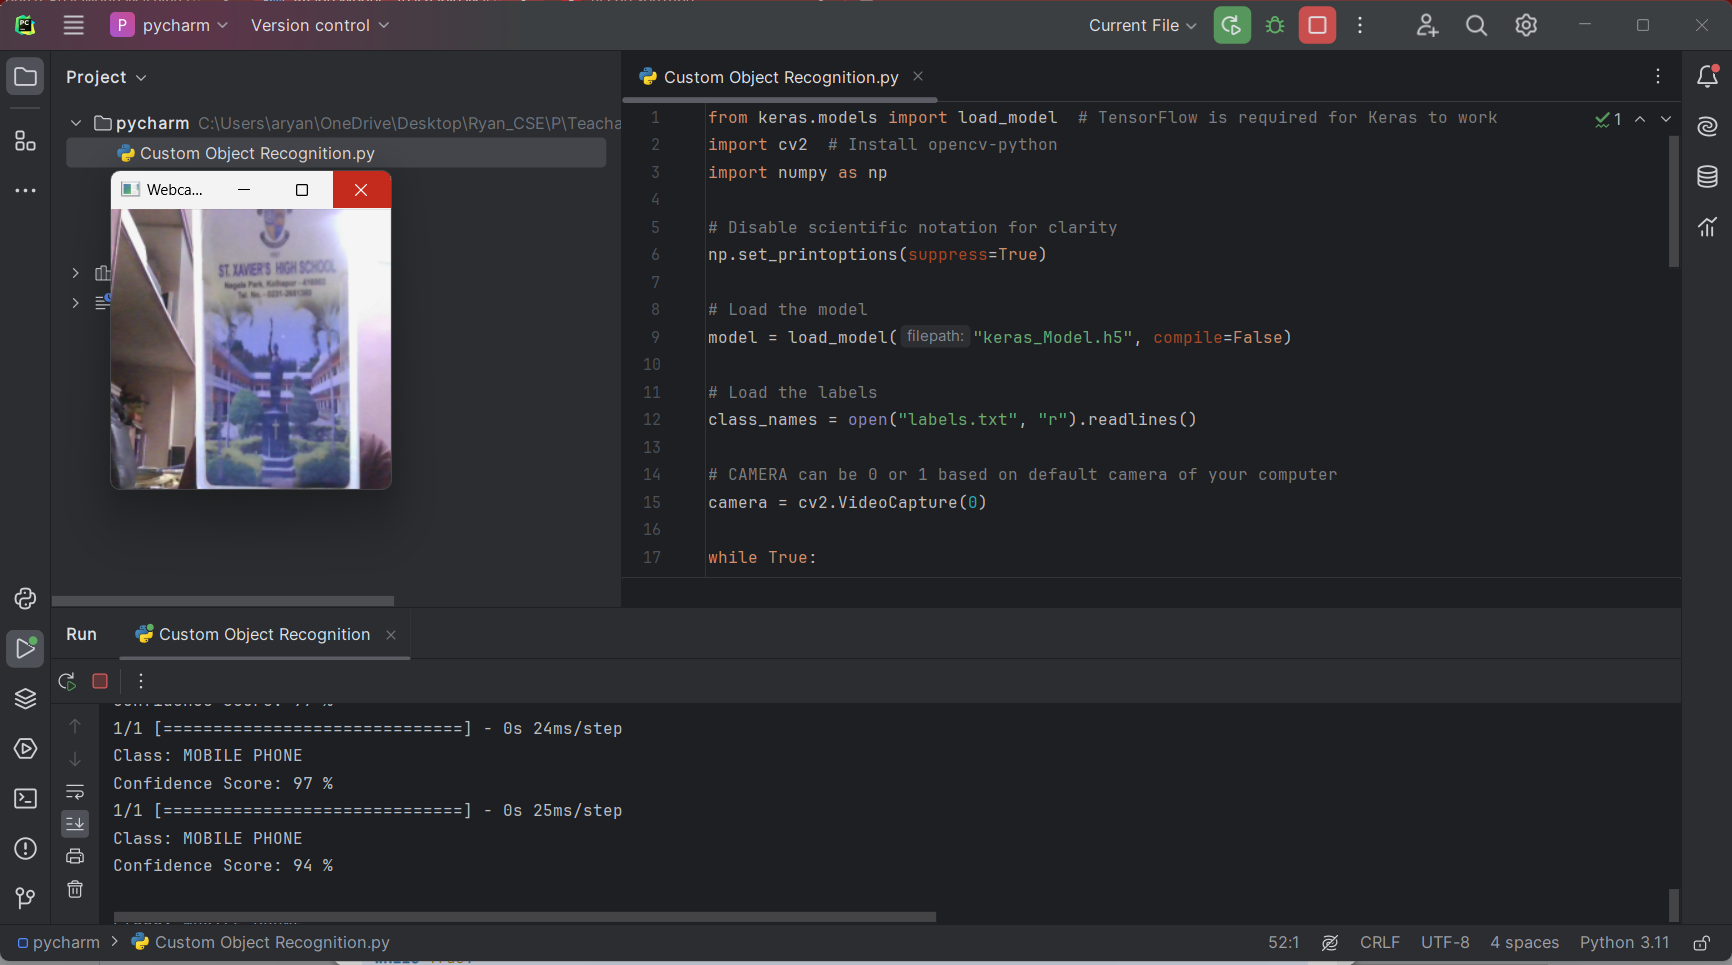 P pycharm Version control Current File
Project
pycharm C:\Users\aryan\OneDrive\Desktop\Ryan_CSE\P\Teacha
Custom Object Recognition.py
Webca...
ST. XAVIER'S HIGH SCHOOL
Nagala Park, Kolhapur -
Tel. No. -
Custom Object Recognition.py
1 from keras.models import load_model # TensorFlow is required for Keras to work
1
2 import cv2 # Install opencv-python
3 import numpy as np
4
5 # Disable scientific notation for clarity
6 np.set_printoptions(suppress=True)
7
8 # Load the model
9 model = load_model( filepath: "keras_Model.h5", compile=False)
10
11 # Load the labels
12 class_names = open("labels.txt", "r").readlines()
13
14 # CAMERA can be 0 or 1 based on default camera of your computer
15 camera = cv2.VideoCapture(0)
16
17 while True:
Run Custom Object Recognition
1/1 [==============================] - 0s 24ms/step
Class: MOBILE PHONE
Confidence Score: 97 %
1/1 [==============================] - 0s 25ms/step
Class: MOBILE PHONE
Confidence Score: 94 %
pycharm > Custom Object Recognition.py 52:1 CRLF UTF-8 4 spaces Python 3.11